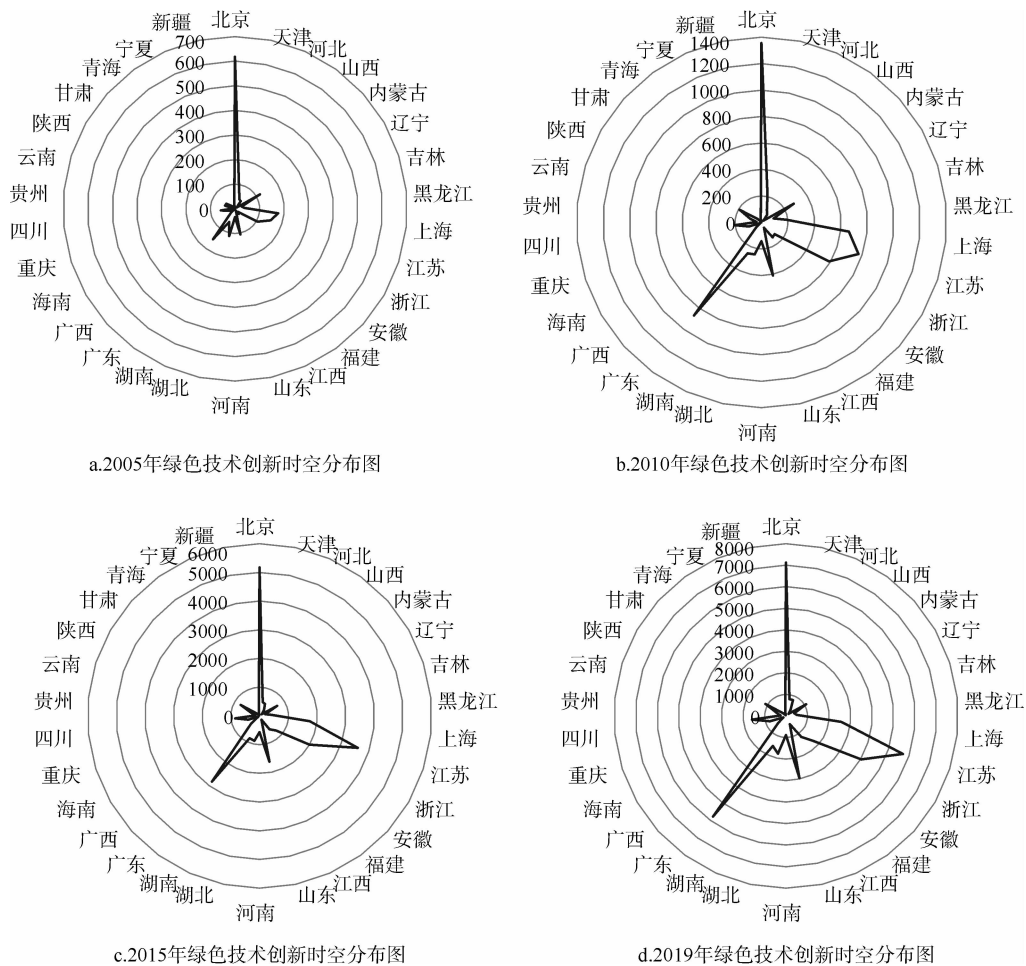 北京
天津
河北
山西
内蒙古
辽宁
吉林
黑龙江
上海
江苏
浙江
安徽
福建
江西
山东
河南
湖北
湖南
广东
广西
海南
重庆
四川
贵州
云南
陕西
甘肃
青海
宁夏
新疆
700
600
500
400
300
200
100
0
a.2005年绿色技术创新时空分布图
北京
天津
河北
山西
内蒙古
辽宁
吉林
黑龙江
上海
江苏
浙江
安徽
福建
江西
山东
河南
湖北
湖南
广东
广西
海南
重庆
四川
贵州
云南
陕西
甘肃
青海
宁夏
新疆
1400
1200
1000
800
600
400
200
0
b.2010年绿色技术创新时空分布图
北京
天津
河北
山西
内蒙古
辽宁
吉林
黑龙江
上海
江苏
浙江
安徽
福建
江西
山东
河南
湖北
湖南
广东
广西
海南
重庆
四川
贵州
云南
陕西
甘肃
青海
宁夏
新疆
6000
5000
4000
3000
2000
1000
0
c.2015年绿色技术创新时空分布图
北京
天津
河北
山西
内蒙古
辽宁
吉林
黑龙江
上海
江苏
浙江
安徽
福建
江西
山东
河南
湖北
湖南
广东
广西
海南
重庆
四川
贵州
云南
陕西
甘肃
青海
宁夏
新疆
8000
7000
6000
5000
4000
3000
2000
1000
0
d.2019年绿色技术创新时空分布图